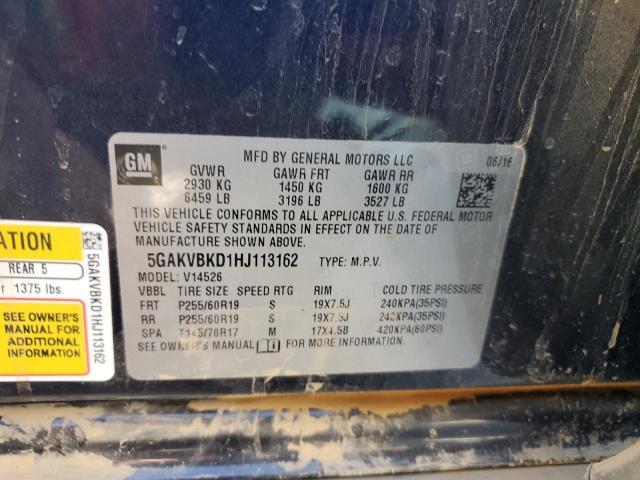 GM
MFD BY GENERAL MOTORS LLC 06/16
GVWR GAWR FRT GAWR RR
2930 KG 1450 KG 1600 KG
6459 LB 3196 LB 3527 LB
THIS VEHICLE CONFORMS TO ALL APPLICABLE U.S. FEDERAL MOTOR
VEHICLE SAFETY STANDARDS IN EFFECT ON THE DATE OF
MANUFACTURE SHOWN ABOVE.
5GAKVBKD1HJ113162 TYPE: M.P.V.
MODEL: V14526
VBBL TIRE SIZE SPEED RTG RIM COLD TIRE PRESSURE
FRT P255/60R19 S 19X7.5J 240KPA(35PSI)
RR P255/60R19 S 19X7.5J 240KPA(35PSI)
SPA T145/70R17 M 17X4.5B 420KPA(60PSI)
SEE OWNER'S MANUAL FOR MORE INFORMATION.
REAR 5
1375 lbs.
SEE OWNER'S
MANUAL FOR
ADDITIONAL
INFORMATION
5GAKVBKD1HJ113162